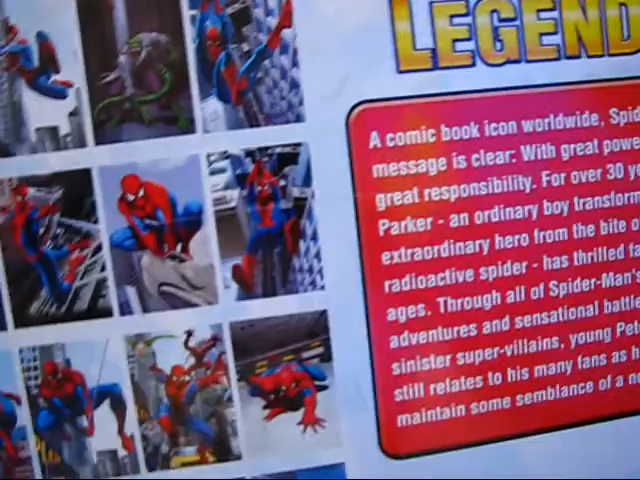 LEGEND
A comic book icon worldwide, Spid
message is clear: With great powe
great responsibility. For over 30 ye
Parker - an ordinary boy transform
extraordinary hero from the bite o
radioactive spider - has thrilled fa
ages. Through all of Spider-Man's
adventures and sensational battle
sinister super-villains, young Pet
still relates to his many fans as h
maintain some semblance of a no